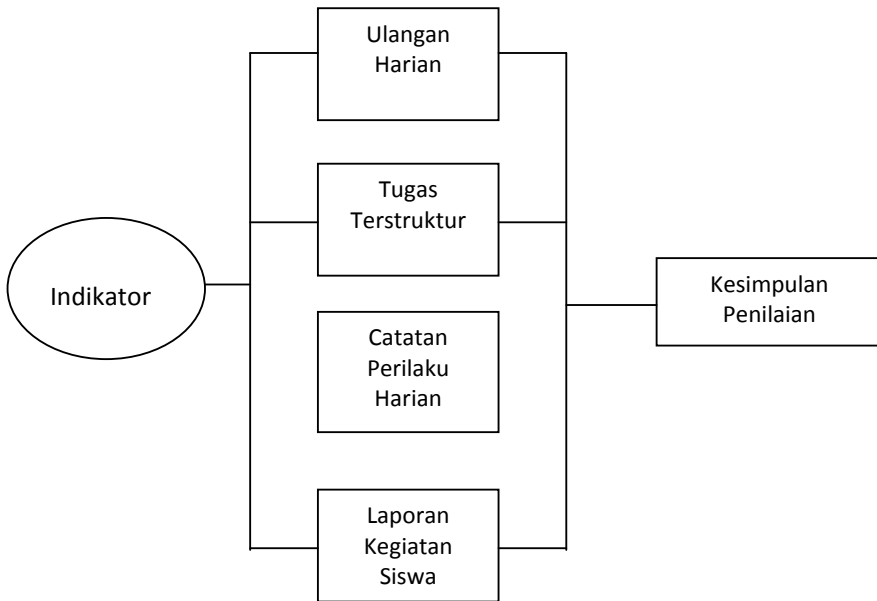 Ulangan
Harian
Tugas
Terstruktur
Indikator
Catatan
Perilaku
Harian
Laporan
Kegiatan
Siswa
Kesimpulan
Penilaian